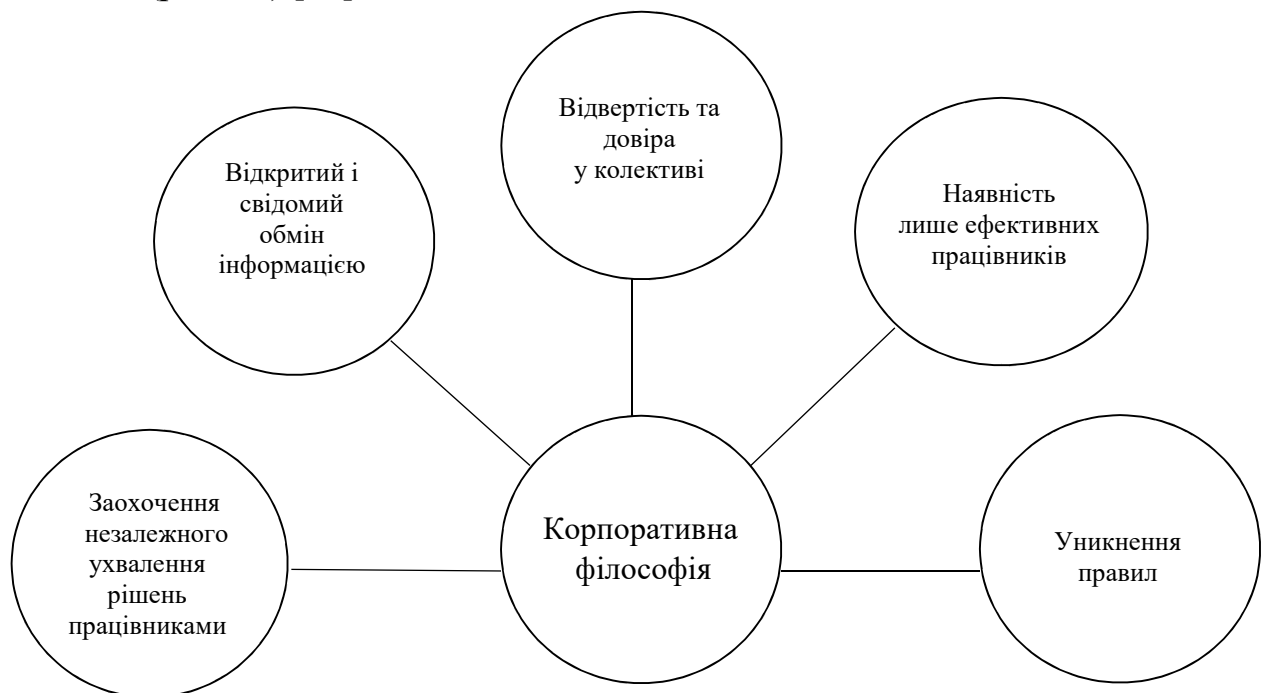 Відвертість та
довіра
у колективі
Відкритий і
свідомий
обмін
інформацією
Наявність
лише ефективних
працівників
Заохочення
незалежного
ухвалення
рішень
працівниками
Корпоративна
філософія
Уникнення
правил